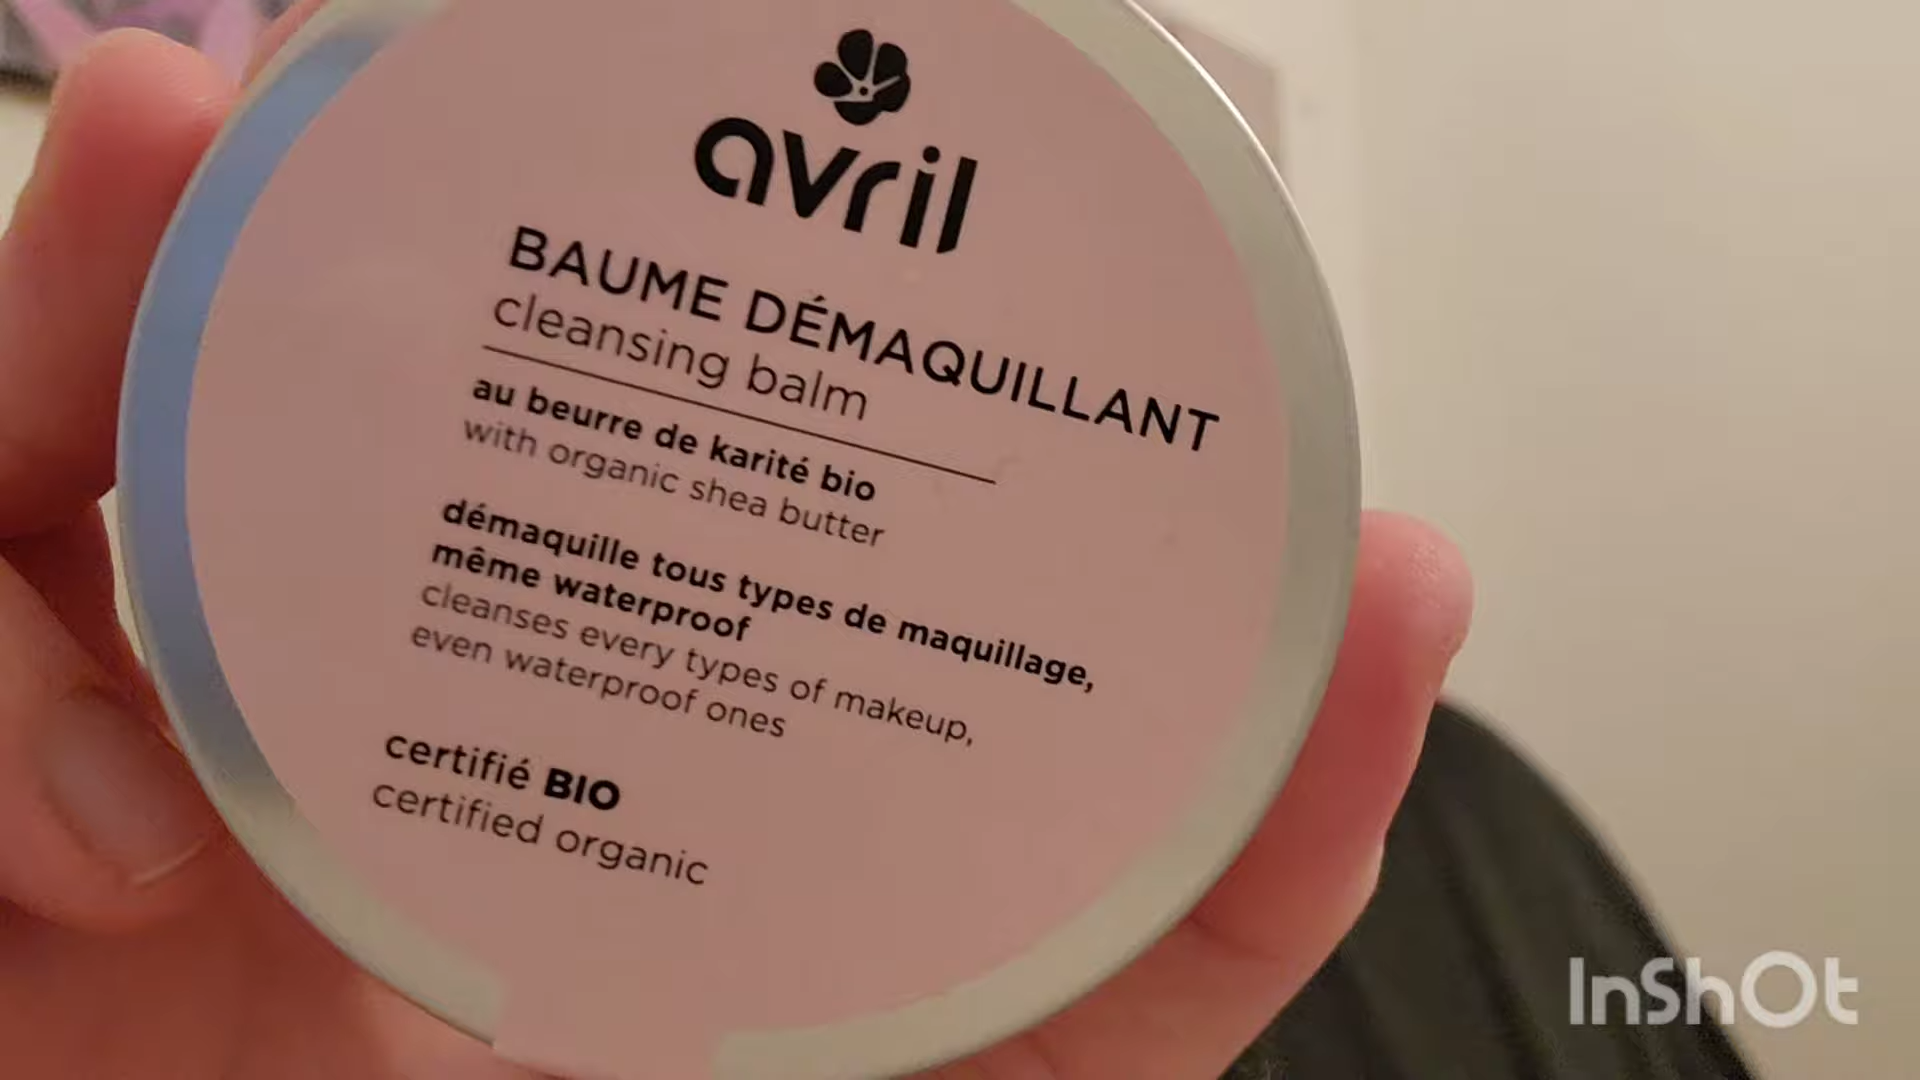 avril
BAUME DÉMAQUILLANT
cleansing balm
au beurre de karité bio
with organic shea butter
démaquille tous types de maquillage,
même waterproof
cleanses every types of makeup,
even waterproof ones
certifié BIO
certified organic
InShOt